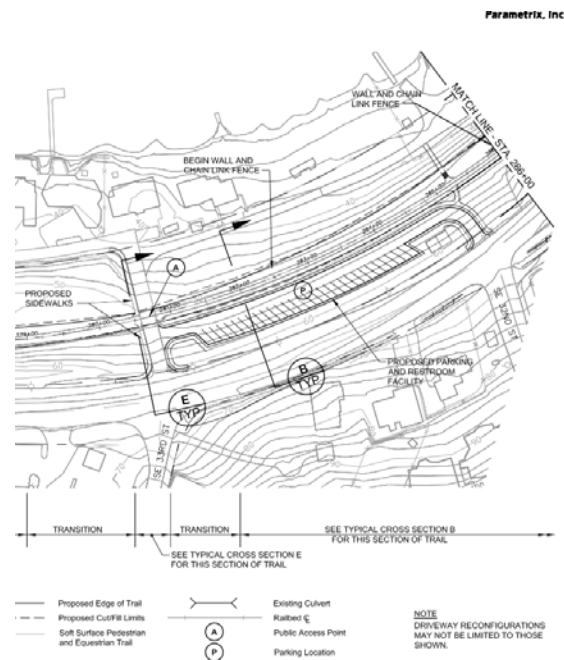 Parametrix, Inc
WALL AND CHAIN
LINK FENCE
MATCH LINE - STA. 286+00
BEGIN WALL AND
CHAIN LINK FENCE
A
PROPOSED
SIDEWALKS
P
SE 32ND ST
PROPOSED PARKING
AND RESTROOM
FACILITY
B
TYP
E
TYP
SE 33RD ST
TRANSITION
TRANSITION
SEE TYPICAL CROSS SECTION B
FOR THIS SECTION OF TRAIL
SEE TYPICAL CROSS SECTION E
FOR THIS SECTION OF TRAIL
Proposed Edge of Trail
Proposed Cut/Fill Limits
Soft Surface Pedestrian
and Equestrian Trail
Existing Culvert
Railbed ℄
A
Public Access Point
P
Parking Location
NOTE
DRIVEWAY RECONFIGURATIONS
MAY NOT BE LIMITED TO THOSE
SHOWN.